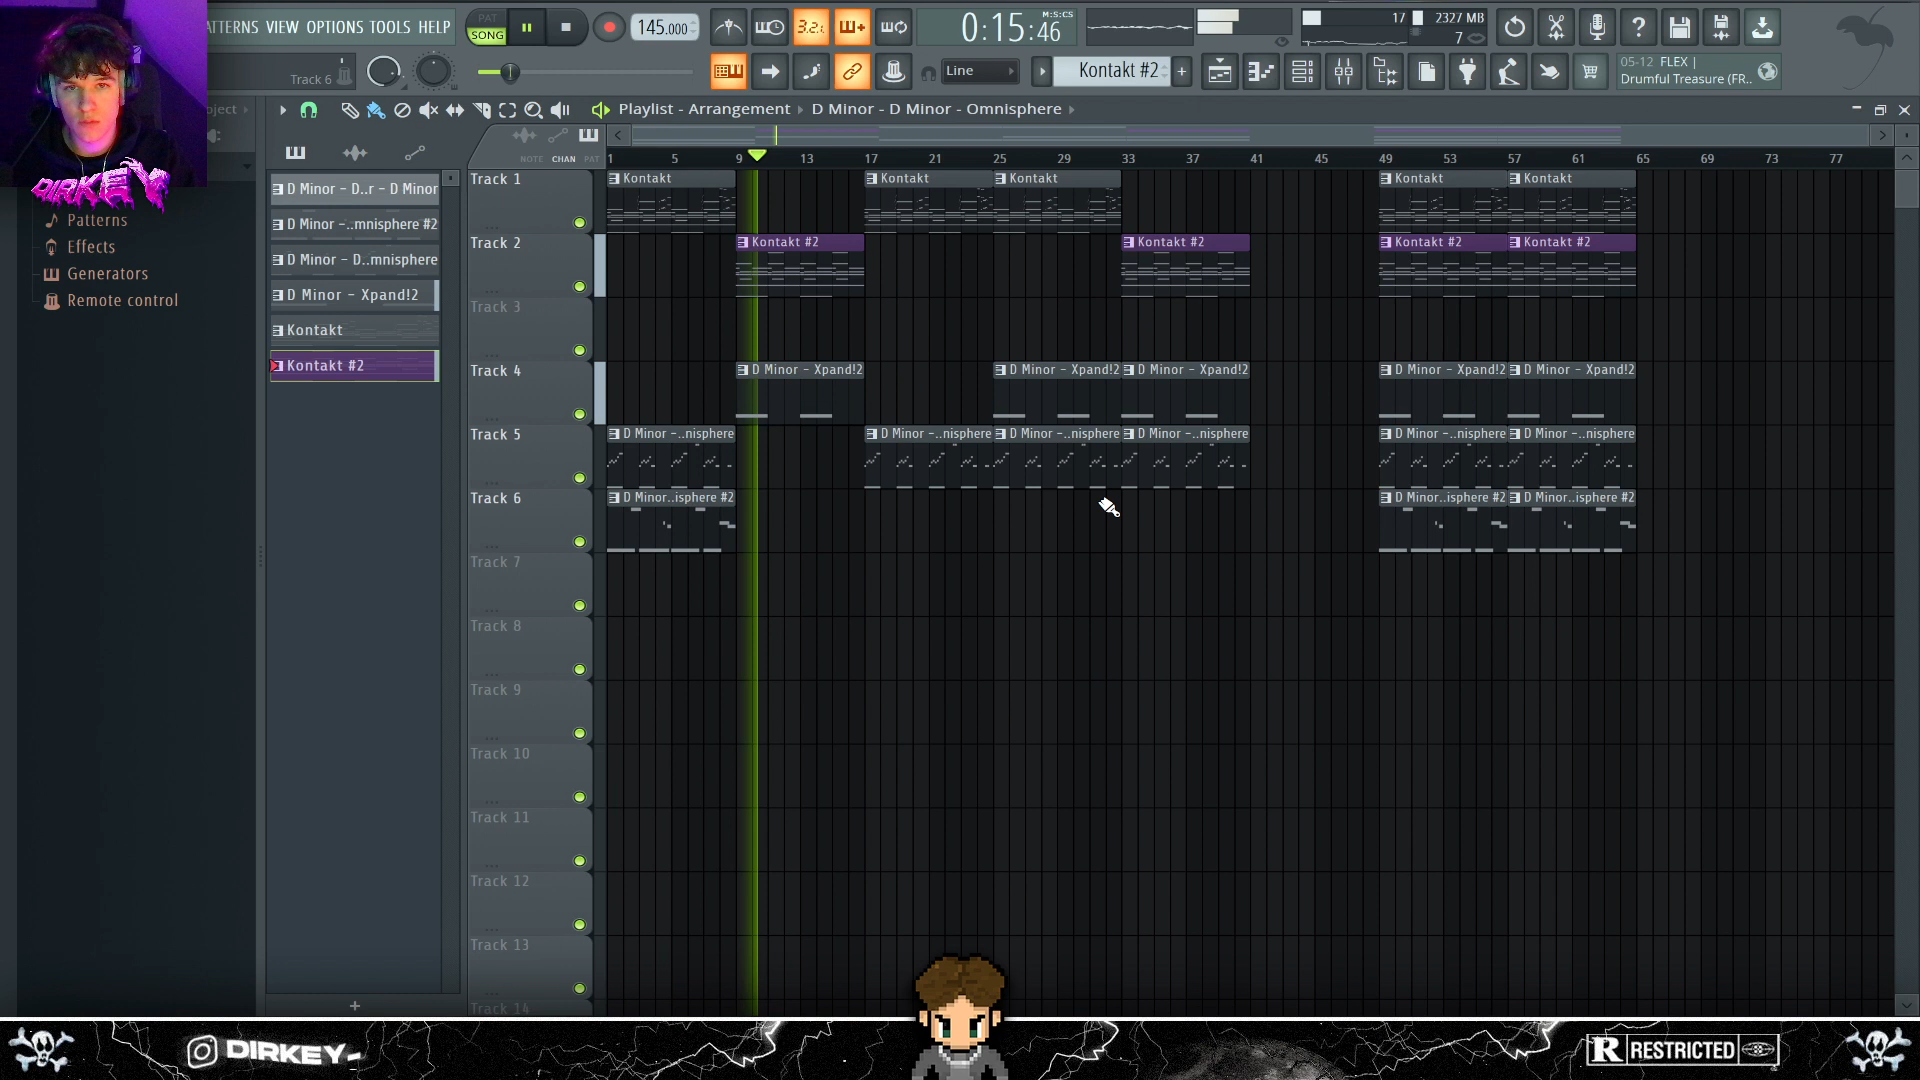 TTERNS VIEW OPTIONS TOOLS HELP
PAT
SONG
145.000
3.2.
0:15:46
M:S:CS
17
2327 MB
7
Track 6
Line
Kontakt #2
05-12 FLEX |
Drumful Treasure (FR..
oject
Playlist - Arrangement
D Minor - D Minor - Omnisphere
NOTE CHAN PAT
1 5 9 13 17 21 25 29 33 37 41 45 49 53 57 61 65 69 73 77
DIRKEY
Patterns
Effects
Generators
Remote control
D Minor - D..r - D Minor
D Minor -..mnisphere #2
D Minor - D..mnisphere
D Minor - Xpand!2
Kontakt
Kontakt #2
Track 1
Kontakt Kontakt Kontakt Kontakt Kontakt
Track 2
Kontakt #2 Kontakt #2 Kontakt #2 Kontakt #2
Track 3
Track 4
D Minor - Xpand!2 D Minor - Xpand!2 D Minor - Xpand!2 D Minor - Xpand!2 D Minor - Xpand!2
Track 5
D Minor -..nisphere D Minor -..nisphere D Minor -..nisphere D Minor -..nisphere D Minor -..nisphere D Minor -..nisphere
Track 6
D Minor..isphere #2 D Minor..isphere #2 D Minor..isphere #2
Track 7
Track 8
Track 9
Track 10
Track 11
Track 12
Track 13
Track 14
DIRKEY-
R RESTRICTED